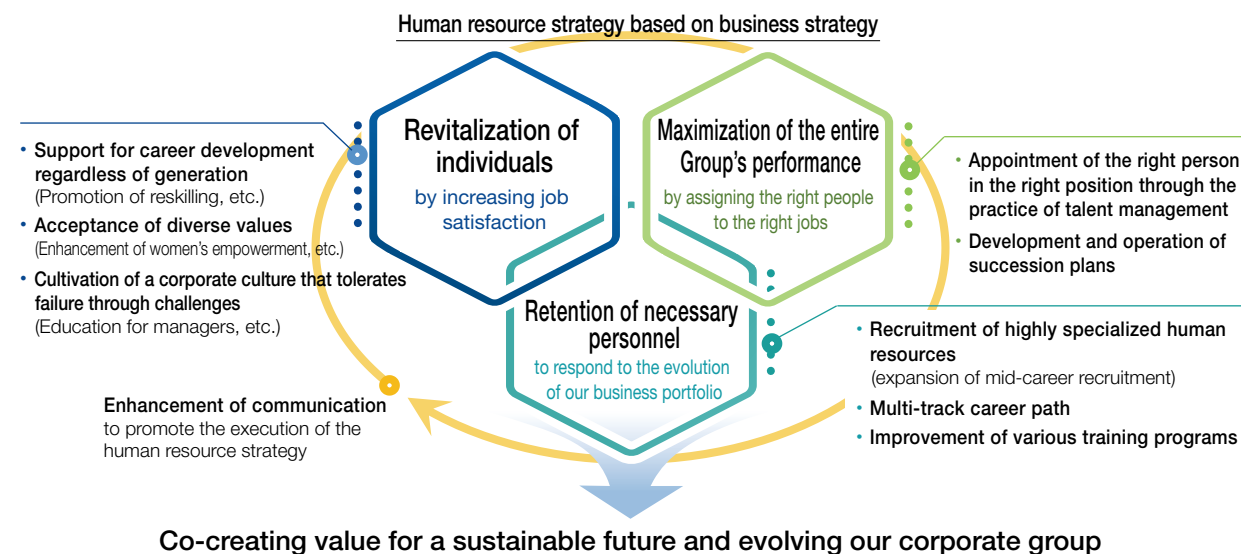 Human resource strategy based on business strategy
Revitalization of
individuals
by increasing job
satisfaction
Maximization of the entire
Group's performance
by assigning the right people
to the right jobs
Retention of necessary
personnel
to respond to the evolution
of our business portfolio
• Support for career development
regardless of generation
(Promotion of reskilling, etc.)
• Acceptance of diverse values
(Enhancement of women's empowerment, etc.)
• Cultivation of a corporate culture that tolerates
failure through challenges
(Education for managers, etc.)
• Appointment of the right person
in the right position through the
practice of talent management
• Development and operation of
succession plans
• Recruitment of highly specialized human
resources
(expansion of mid-career recruitment)
• Multi-track career path
• Improvement of various training programs
Enhancement of communication
to promote the execution of the
human resource strategy
Co-creating value for a sustainable future and evolving our corporate group